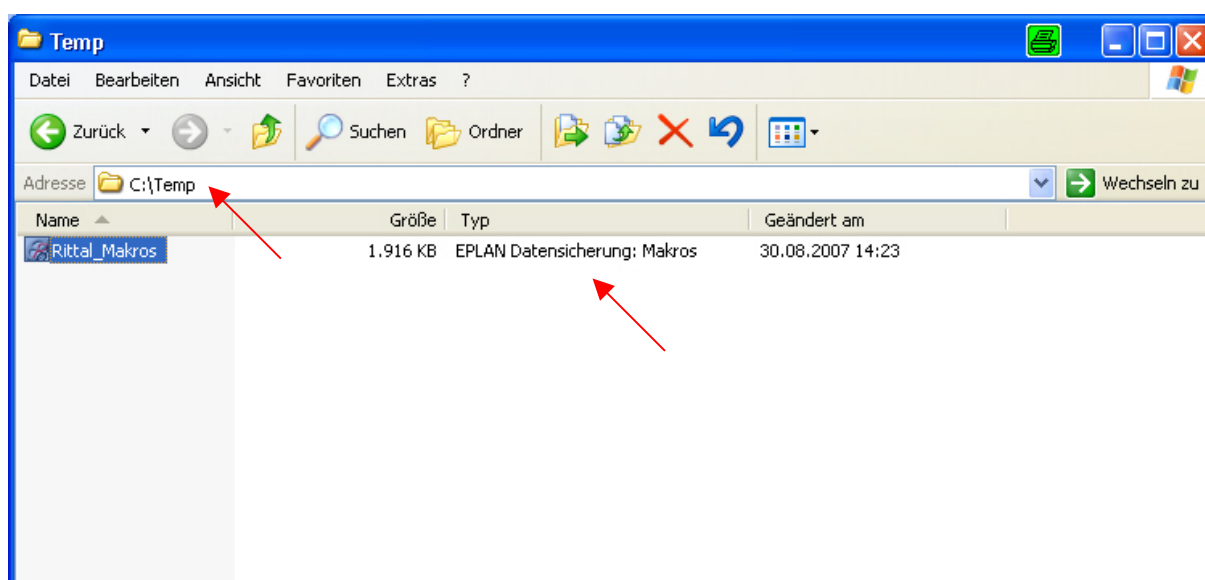 Temp
Datei Bearbeiten Ansicht Favoriten Extras ?
Zurück Suchen Ordner
Adresse C:\Temp Wechseln zu
Name Größe Typ Geändert am
Rittal_Makros 1.916 KB EPLAN Datensicherung: Makros 30.08.2007 14:23